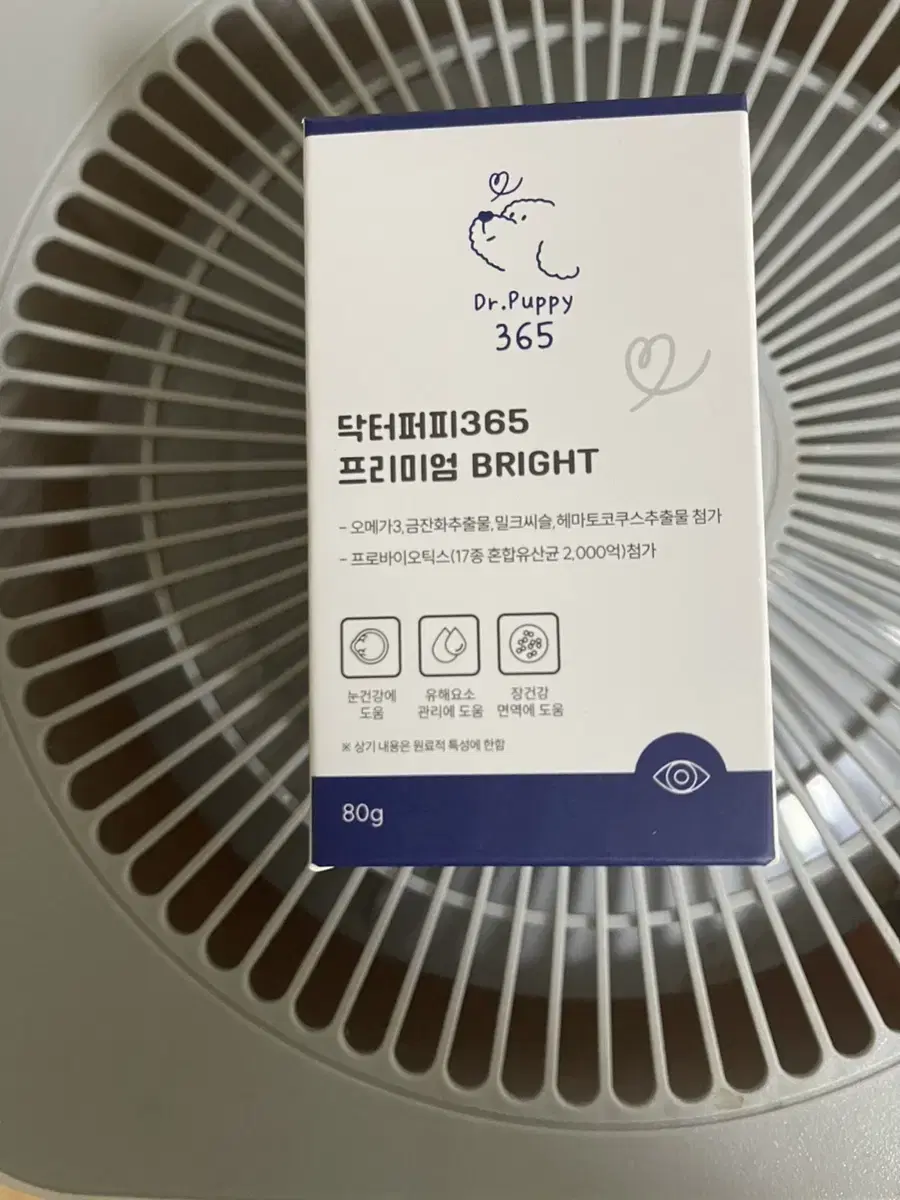 Dr.Puppy
365
닥터퍼피365
프리미엄 BRIGHT
- 오메가3,금잔화추출물,밀크씨슬,헤마토코쿠스추출물 첨가
- 프로바이오틱스(17종 혼합유산균 2,000억)첨가
눈건강에
도움
유해요소
관리에 도움
장건강
면역에 도움
※ 상기 내용은 원료적 특성에 한함
80g